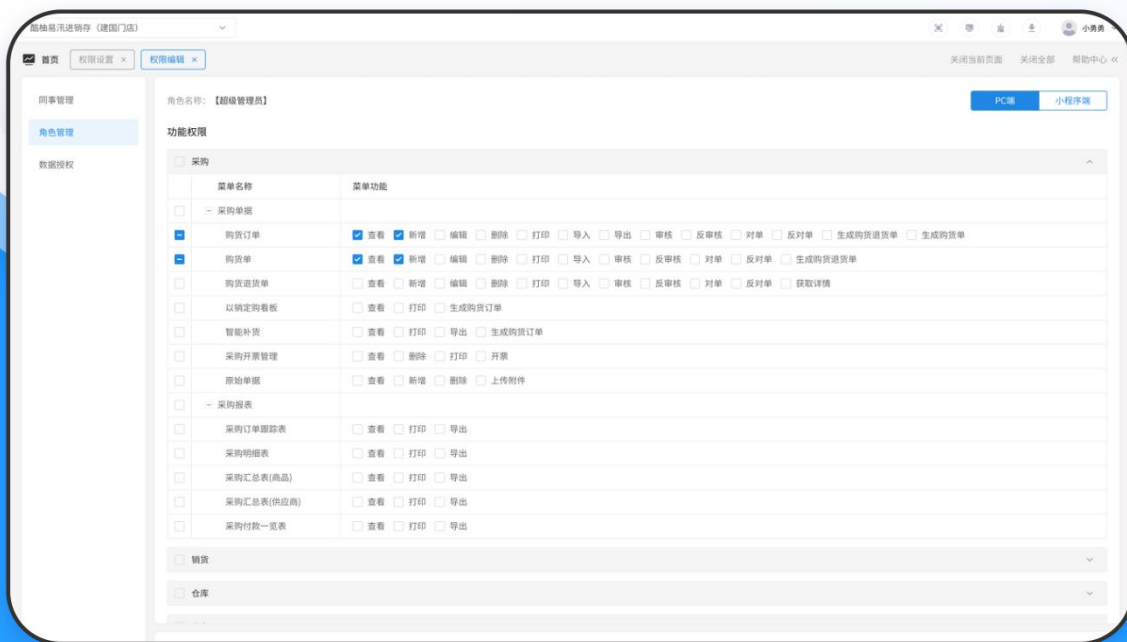 酷柚易汛进销存（建国门店） 小勇勇
首页 权限设置 × 权限编辑 × 关闭当前页面 关闭全部 帮助中心 «
同事管理
角色管理
数据授权
角色名称：【超级管理员】 PC端 小程序端
功能权限
采购
菜单名称 菜单功能
− 采购单据
购货订单 查看 新增 编辑 删除 打印 导入 导出 审核 反审核 对单 反对单 生成购货退货单 生成购货单
购货单 查看 新增 编辑 删除 打印 导入 审核 反审核 对单 反对单 生成购货退货单
购货退货单 查看 新增 编辑 删除 打印 导入 审核 反审核 对单 反对单 获取详情
以销定购看板 查看 打印 生成购货订单
智能补货 查看 打印 导出 生成购货订单
采购开票管理 查看 删除 打印 开票
原始单据 查看 新增 删除 上传附件
− 采购报表
采购订单跟踪表 查看 打印 导出
采购明细表 查看 打印 导出
采购汇总表(商品) 查看 打印 导出
采购汇总表(供应商) 查看 打印 导出
采购付款一览表 查看 打印 导出
销货
仓库